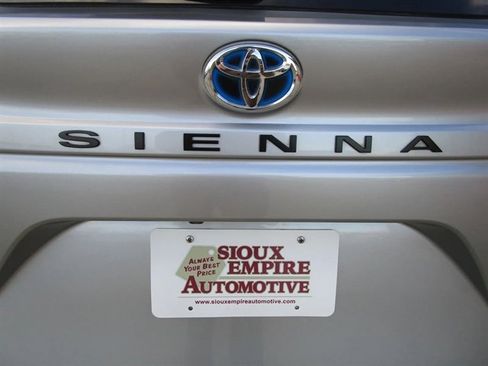 SIENNA
ALWAYS
YOUR BEST
PRICE
SIOUX
EMPIRE
AUTOMOTIVE
www.siouxempireautomotive.com